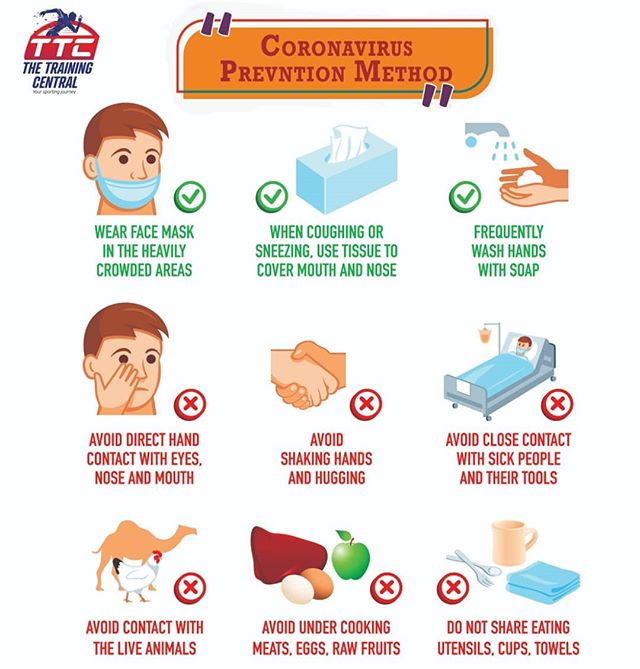 TTC
THE TRAINING
CENTRAL
Your sporting journey
CORONAVIRUS
PREVNTION METHOD
WEAR FACE MASK
IN THE HEAVILY
CROWDED AREAS
WHEN COUGHING OR
SNEEZING, USE TISSUE TO
COVER MOUTH AND NOSE
FREQUENTLY
WASH HANDS
WITH SOAP
AVOID DIRECT HAND
CONTACT WITH EYES,
NOSE AND MOUTH
AVOID
SHAKING HANDS
AND HUGGING
AVOID CLOSE CONTACT
WITH SICK PEOPLE
AND THEIR TOOLS
AVOID CONTACT WITH
THE LIVE ANIMALS
AVOID UNDER COOKING
MEATS, EGGS, RAW FRUITS
DO NOT SHARE EATING
UTENSILS, CUPS, TOWELS